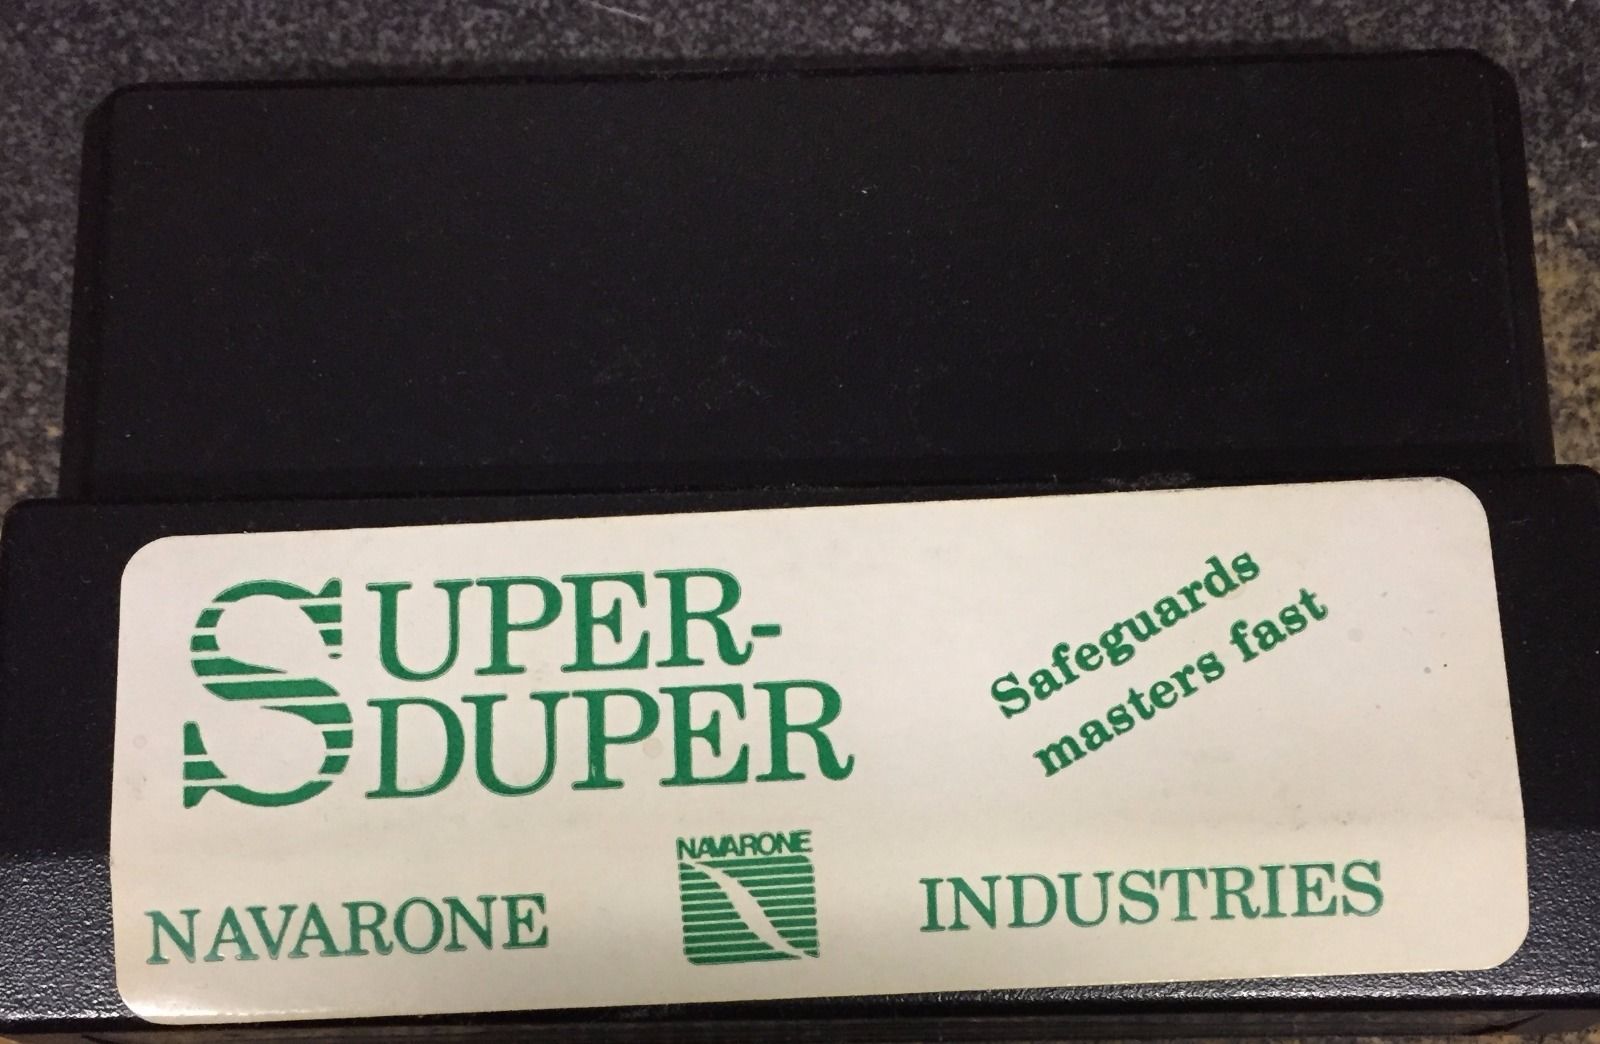 SUPER-
DUPER
Safeguards
masters fast
NAVARONE
NAVARONE INDUSTRIES